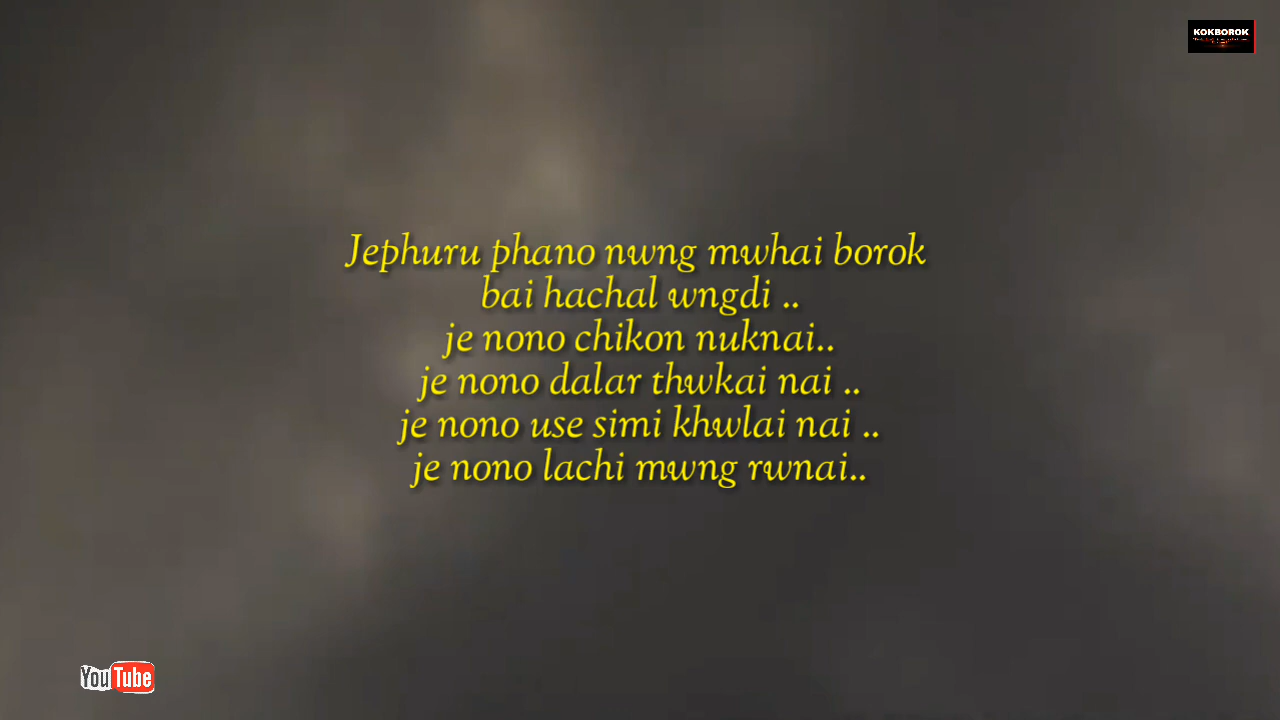 KOKBOROK
Jephuru phano nwng mwhai borok
bai hachal wngdi ..
je nono chikon nuknai..
je nono dalar thwkai nai ..
je nono use simi khwlai nai ..
je nono lachi mwng rwnai..
YouTube